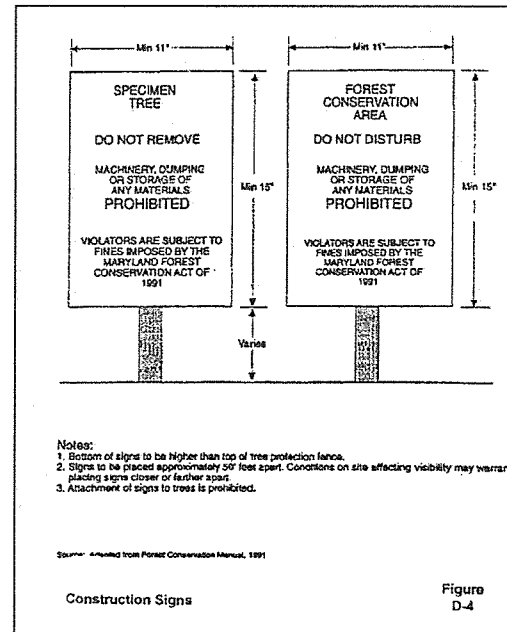 Min 11"
Min 11"
SPECIMEN
TREE
DO NOT REMOVE
MACHINERY, DUMPING
OR STORAGE OF
ANY MATERIALS
PROHIBITED
VIOLATORS ARE SUBJECT TO
FINES IMPOSED BY THE
MARYLAND FOREST
CONSERVATION ACT OF
1991
Min 15"
FOREST
CONSERVATION
AREA
DO NOT DISTURB
MACHINERY, DUMPING
OR STORAGE OF
ANY MATERIALS
PROHIBITED
VIOLATORS ARE SUBJECT TO
FINES IMPOSED BY THE
MARYLAND FOREST
CONSERVATION ACT OF
1991
Min 15"
Varies
Notes:
1. Bottom of signs to be higher than top of tree protection fence.
2. Signs to be placed approximately 50' feet apart. Conditions on site affecting visibility may warran
placing signs closer or farther apart.
3. Attachment of signs to trees is prohibited.
Source: Adapted from Forest Conservation Manual, 1991
Construction Signs
Figure
D-4